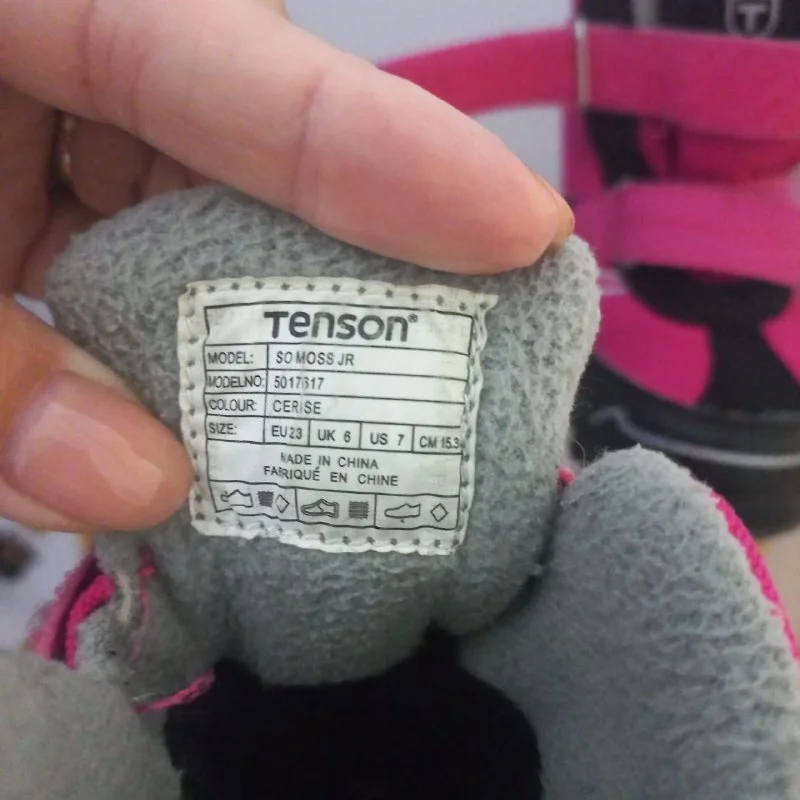 Tenson®
MODEL: SO MOSS JR
MODELNO: 5017617
COLOUR: CERISE
SIZE: EU 23 UK 6 US 7 CM 15.3
MADE IN CHINA
FABRIQUÉ EN CHINE